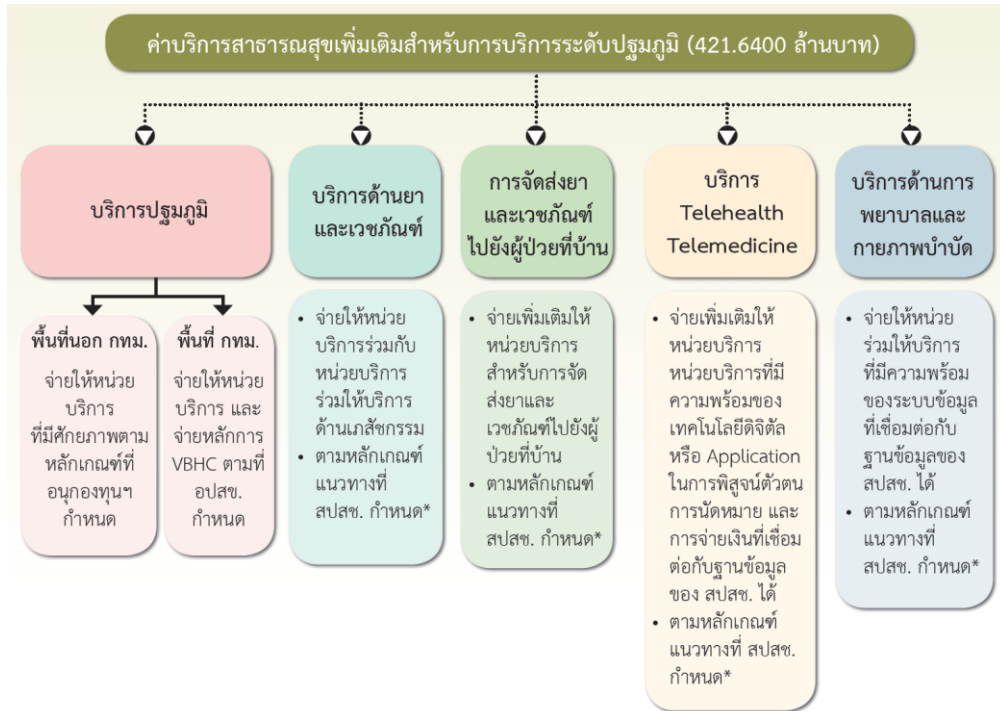 ค่าบริการสาธารณสุขเพิ่มเติมสำหรับการบริการระดับปฐมภูมิ (421.6400 ล้านบาท)
บริการปฐมภูมิ
พื้นที่นอก กทม.
จ่ายให้หน่วย
บริการ
ที่มีศักยภาพตาม
หลักเกณฑ์ที่
อนุกองทุนฯ
กำหนด
พื้นที่ กทม.
จ่ายให้หน่วย
บริการ และ
จ่ายหลักการ
VBHC ตามที่
อปสข.
กำหนด
บริการด้านยา
และเวชภัณฑ์
• จ่ายให้หน่วย
บริการร่วมกับ
หน่วยบริการ
ร่วมให้บริการ
ด้านเภสัชกรรม
• ตามหลักเกณฑ์
แนวทางที่
สปสช. กำหนด*
การจัดส่งยา
และเวชภัณฑ์
ไปยังผู้ป่วยที่บ้าน
• จ่ายเพิ่มเติมให้
หน่วยบริการ
สำหรับการจัด
ส่งยาและ
เวชภัณฑ์ไปยังผู้
ป่วยที่บ้าน
• ตามหลักเกณฑ์
แนวทางที่
สปสช. กำหนด*
บริการ
Telehealth
Telemedicine
• จ่ายเพิ่มเติมให้
หน่วยบริการ
หน่วยบริการที่มี
ความพร้อมของ
เทคโนโลยีดิจิตัล
หรือ Application
ในการพิสูจน์ตัวตน
การนัดหมาย และ
การจ่ายเงินที่เชื่อม
ต่อกับฐานข้อมูล
ของ สปสช. ได้
• ตามหลักเกณฑ์
แนวทางที่ สปสช.
กำหนด*
บริการด้านการ
พยาบาลและ
กายภาพบำบัด
• จ่ายให้หน่วย
ร่วมให้บริการ
ที่มีความพร้อม
ของระบบข้อมูล
ที่เชื่อมต่อกับ
ฐานข้อมูลของ
สปสช. ได้
• ตามหลักเกณฑ์
แนวทางที่
สปสช. กำหนด*